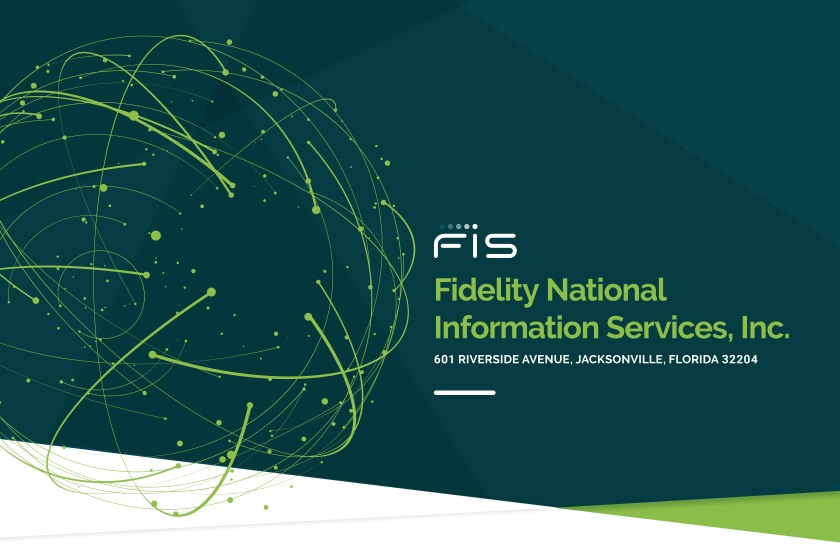 FIS
Fidelity National
Information Services, Inc.
601 RIVERSIDE AVENUE, JACKSONVILLE, FLORIDA 32204